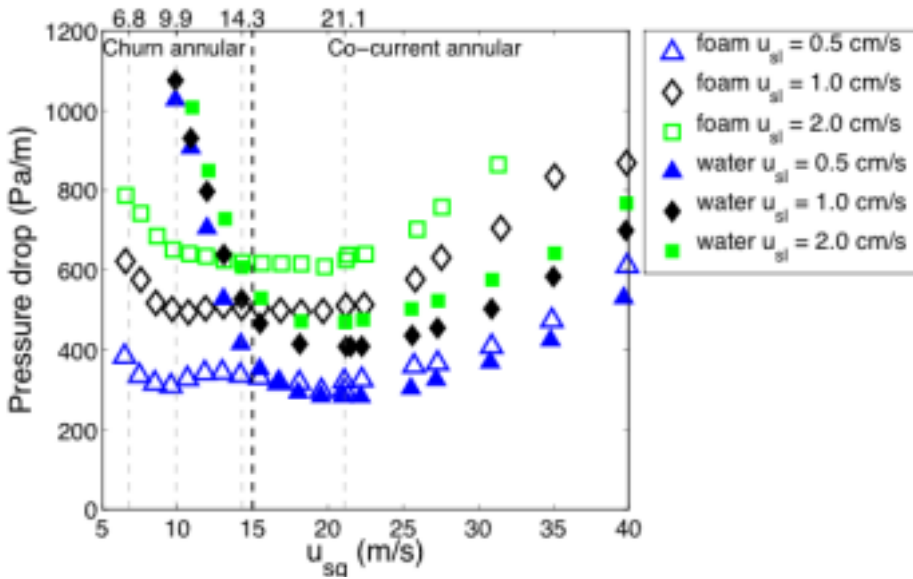 6.8 9.9 14.3 21.1
1200
Churn annular Co-current annular
1000
800
600
400
200
0
5 10 15 20 25 30 35 40
Pressure drop (Pa/m)
u_sg (m/s)
foam u_sl = 0.5 cm/s
foam u_sl = 1.0 cm/s
foam u_sl = 2.0 cm/s
water u_sl = 0.5 cm/s
water u_sl = 1.0 cm/s
water u_sl = 2.0 cm/s